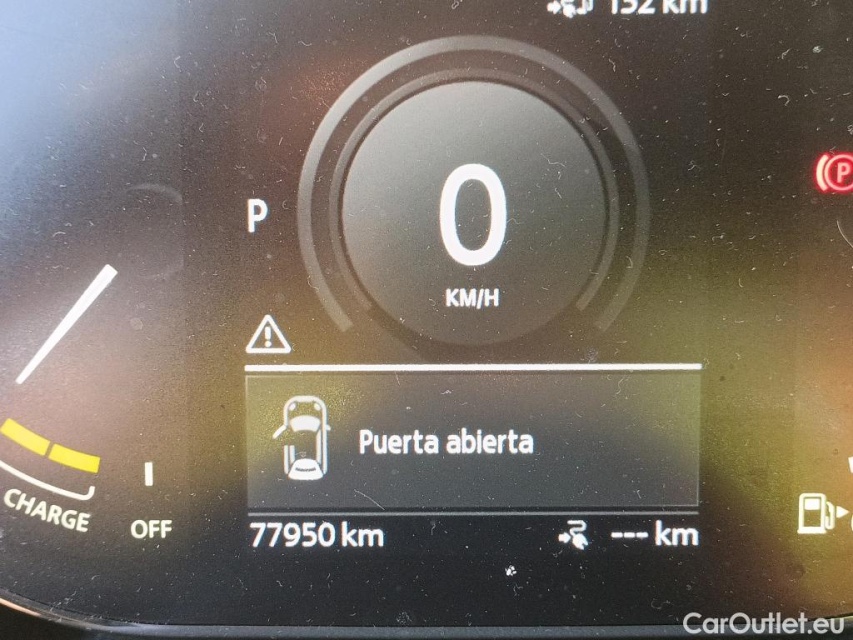 132 km
P
0
KM/H
P
Puerta abierta
CHARGE
OFF
77950 km
--- km
CarOutlet.eu